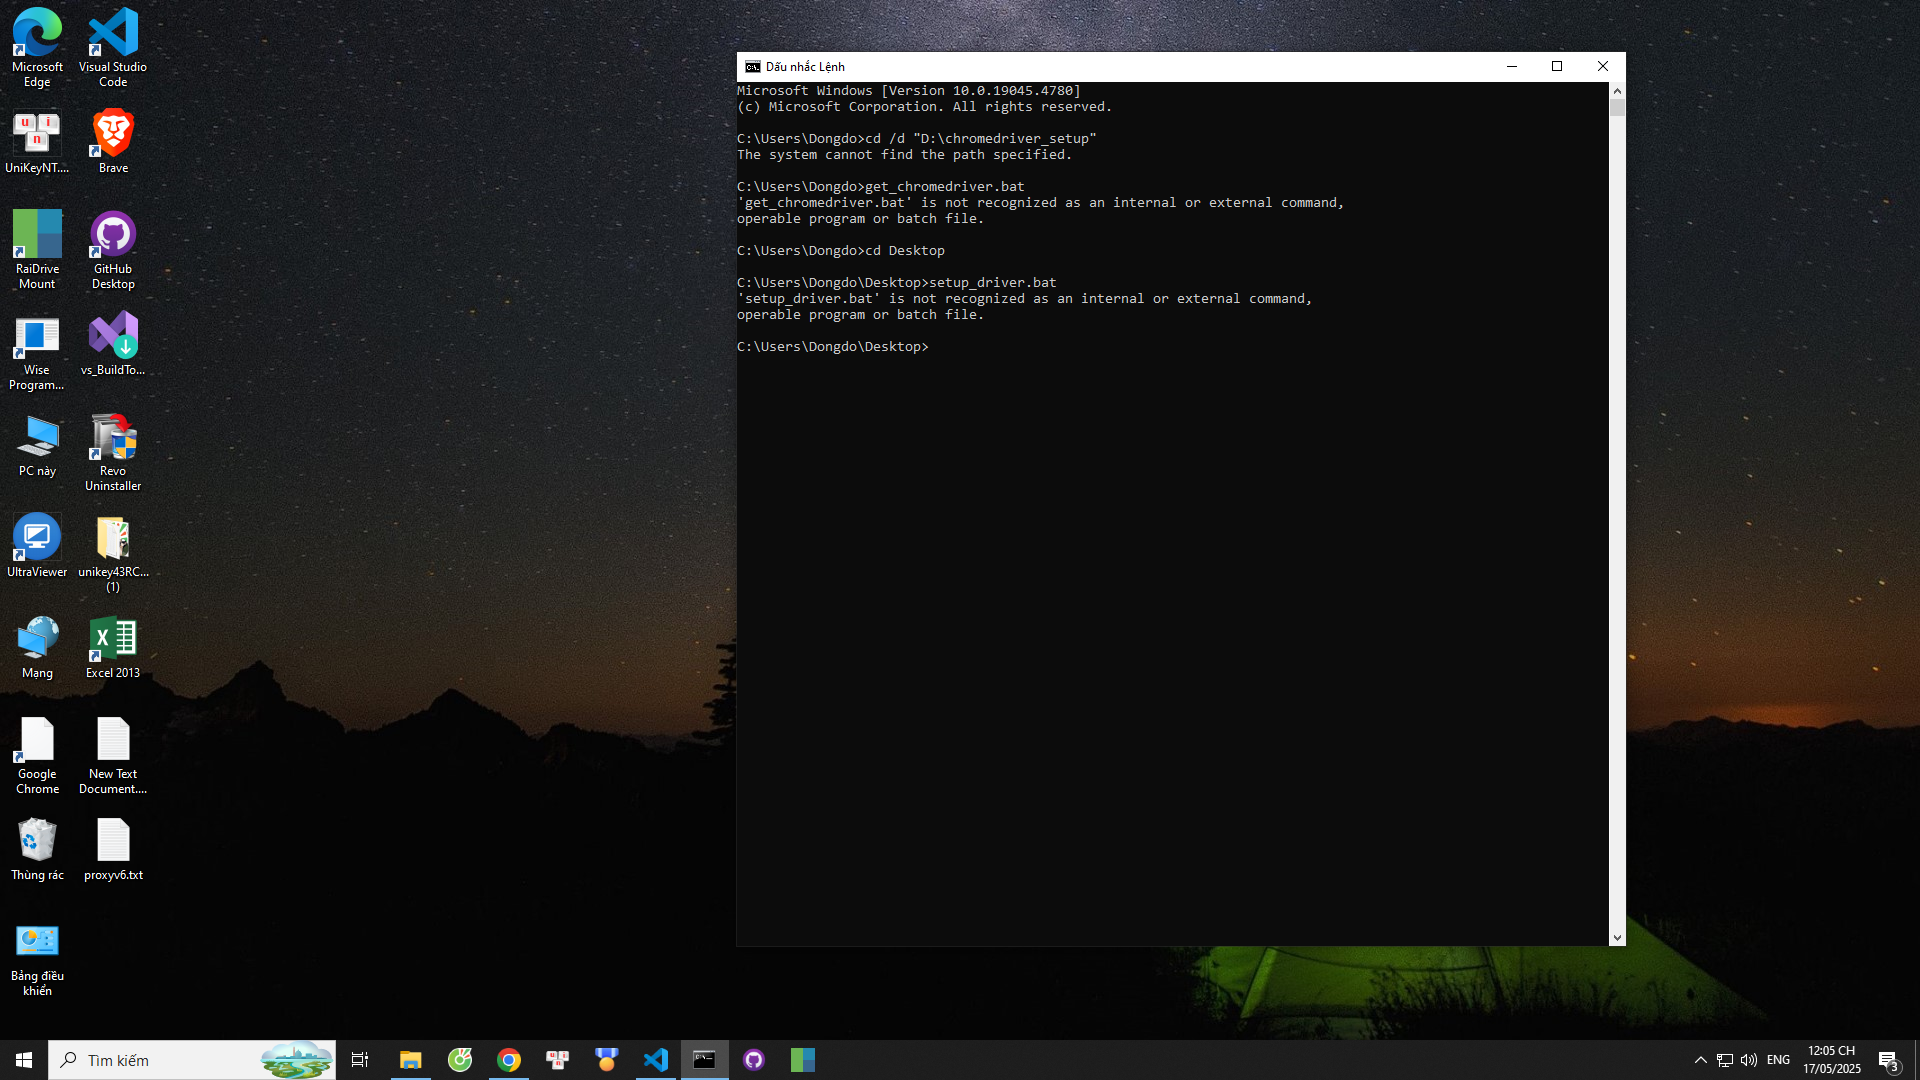 Microsoft
Edge
Visual Studio
Code
UniKeyNT....
Brave
RaiDrive
Mount
GitHub
Desktop
Wise
Program...
vs_BuildTo...
PC này
Revo
Uninstaller
UltraViewer
unikey43RC...
(1)
Mạng
Excel 2013
Google
Chrome
New Text
Document....
Thùng rác
proxyv6.txt
Bảng điều
khiển
Dấu nhắc Lệnh
Microsoft Windows [Version 10.0.19045.4780]
(c) Microsoft Corporation. All rights reserved.
C:\Users\Dongdo>cd /d "D:\chromedriver_setup"
The system cannot find the path specified.
C:\Users\Dongdo>get_chromedriver.bat
'get_chromedriver.bat' is not recognized as an internal or external command,
operable program or batch file.
C:\Users\Dongdo>cd Desktop
C:\Users\Dongdo\Desktop>setup_driver.bat
'setup_driver.bat' is not recognized as an internal or external command,
operable program or batch file.
C:\Users\Dongdo\Desktop>
Tìm kiếm
ENG
12:05 CH
17/05/2025
3